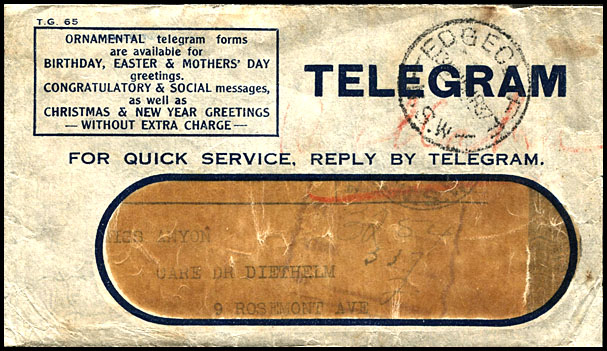 T.G. 65
ORNAMENTAL telegram forms
are available for
BIRTHDAY, EASTER & MOTHERS' DAY
greetings.
CONGRATULATORY & SOCIAL messages,
as well as
CHRISTMAS & NEW YEAR GREETINGS
— WITHOUT EXTRA CHARGE —
TELEGRAM
FOR QUICK SERVICE, REPLY BY TELEGRAM.
ANYON
CARE DR DIETHELM
9 ROSEMONT AVE